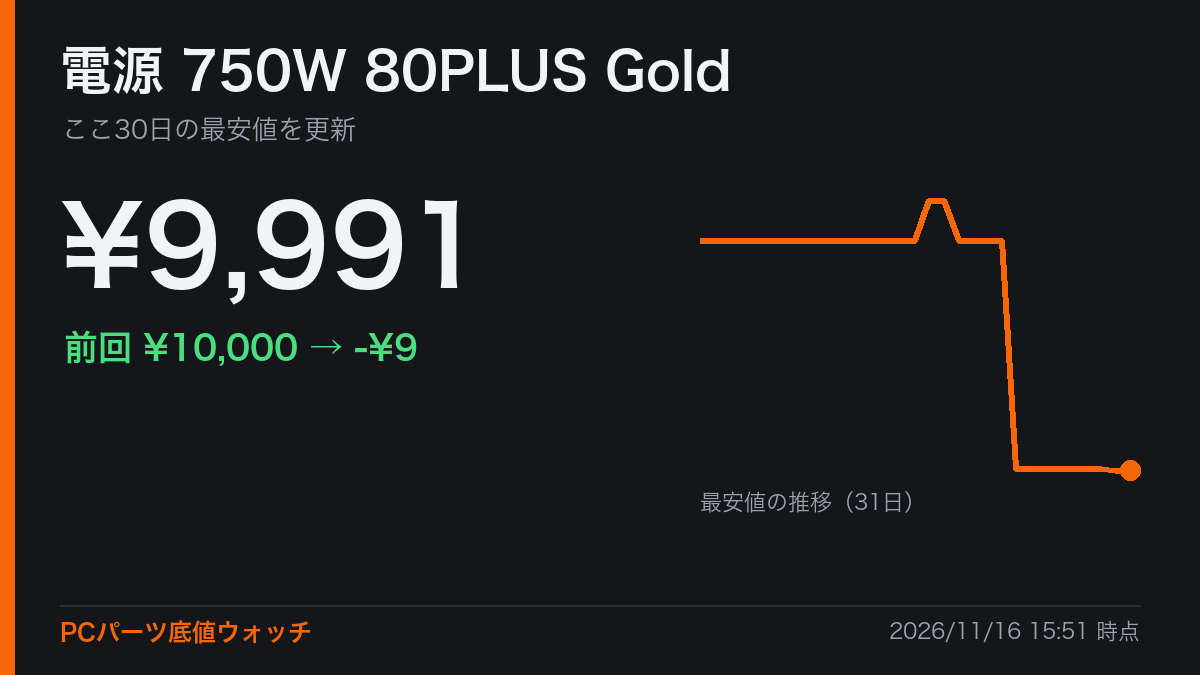 電源 750W 80PLUS Gold
ここ30日の最安値を更新
¥9,991
前回 ¥10,000 → -¥9
最安値の推移（31日）
PCパーツ底値ウォッチ
2026/11/16 15:51 時点